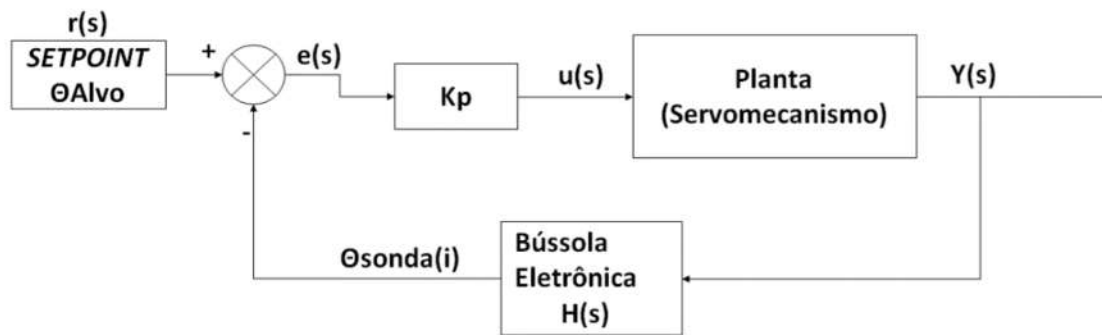 r(s)
SETPOINT
ΘAlvo
+
-
e(s)
Kp
u(s)
Planta
(Servomecanismo)
Y(s)
Θsonda(i)
Bússola
Eletrônica
H(s)